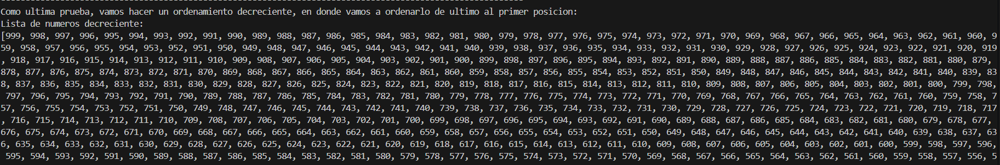 Como ultima prueba, vamos hacer un ordenamiento decreciente, en donde vamos a ordenarlo de ultimo al primer posicion:
Lista de numeros decreciente:
[999, 998, 997, 996, 995, 994, 993, 992, 991, 990, 989, 988, 987, 986, 985, 984, 983, 982, 981, 980, 979, 978, 977, 976, 975, 974, 973, 972, 971, 970, 969, 968, 967, 966, 965, 964, 963, 962, 961, 960, 9
59, 958, 957, 956, 955, 954, 953, 952, 951, 950, 949, 948, 947, 946, 945, 944, 943, 942, 941, 940, 939, 938, 937, 936, 935, 934, 933, 932, 931, 930, 929, 928, 927, 926, 925, 924, 923, 922, 921, 920, 919
, 918, 917, 916, 915, 914, 913, 912, 911, 910, 909, 908, 907, 906, 905, 904, 903, 902, 901, 900, 899, 898, 897, 896, 895, 894, 893, 892, 891, 890, 889, 888, 887, 886, 885, 884, 883, 882, 881, 880, 879,
878, 877, 876, 875, 874, 873, 872, 871, 870, 869, 868, 867, 866, 865, 864, 863, 862, 861, 860, 859, 858, 857, 856, 855, 854, 853, 852, 851, 850, 849, 848, 847, 846, 845, 844, 843, 842, 841, 840, 839, 83
8, 837, 836, 835, 834, 833, 832, 831, 830, 829, 828, 827, 826, 825, 824, 823, 822, 821, 820, 819, 818, 817, 816, 815, 814, 813, 812, 811, 810, 809, 808, 807, 806, 805, 804, 803, 802, 801, 800, 799, 798,
797, 796, 795, 794, 793, 792, 791, 790, 789, 788, 787, 786, 785, 784, 783, 782, 781, 780, 779, 778, 777, 776, 775, 774, 773, 772, 771, 770, 769, 768, 767, 766, 765, 764, 763, 762, 761, 760, 759, 758, 7
57, 756, 755, 754, 753, 752, 751, 750, 749, 748, 747, 746, 745, 744, 743, 742, 741, 740, 739, 738, 737, 736, 735, 734, 733, 732, 731, 730, 729, 728, 727, 726, 725, 724, 723, 722, 721, 720, 719, 718, 717
, 716, 715, 714, 713, 712, 711, 710, 709, 708, 707, 706, 705, 704, 703, 702, 701, 700, 699, 698, 697, 696, 695, 694, 693, 692, 691, 690, 689, 688, 687, 686, 685, 684, 683, 682, 681, 680, 679, 678, 677,
676, 675, 674, 673, 672, 671, 670, 669, 668, 667, 666, 665, 664, 663, 662, 661, 660, 659, 658, 657, 656, 655, 654, 653, 652, 651, 650, 649, 648, 647, 646, 645, 644, 643, 642, 641, 640, 639, 638, 637, 63
6, 635, 634, 633, 632, 631, 630, 629, 628, 627, 626, 625, 624, 623, 622, 621, 620, 619, 618, 617, 616, 615, 614, 613, 612, 611, 610, 609, 608, 607, 606, 605, 604, 603, 602, 601, 600, 599, 598, 597, 596,
595, 594, 593, 592, 591, 590, 589, 588, 587, 586, 585, 584, 583, 582, 581, 580, 579, 578, 577, 576, 575, 574, 573, 572, 571, 570, 569, 568, 567, 566, 565, 564, 563, 562, 561, 560, 559, 558, 557, 556, 5